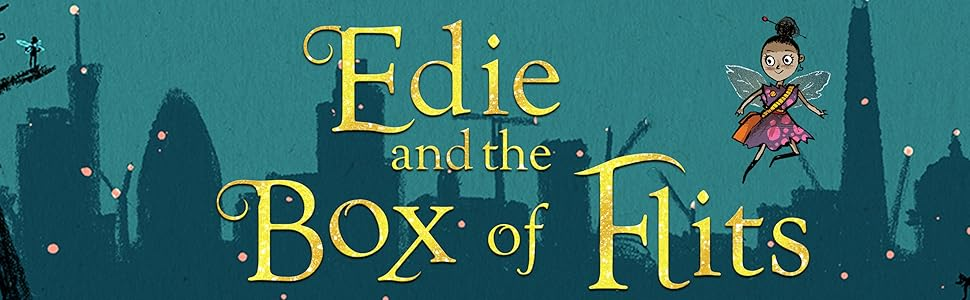 Edie
and the
Box of Flits